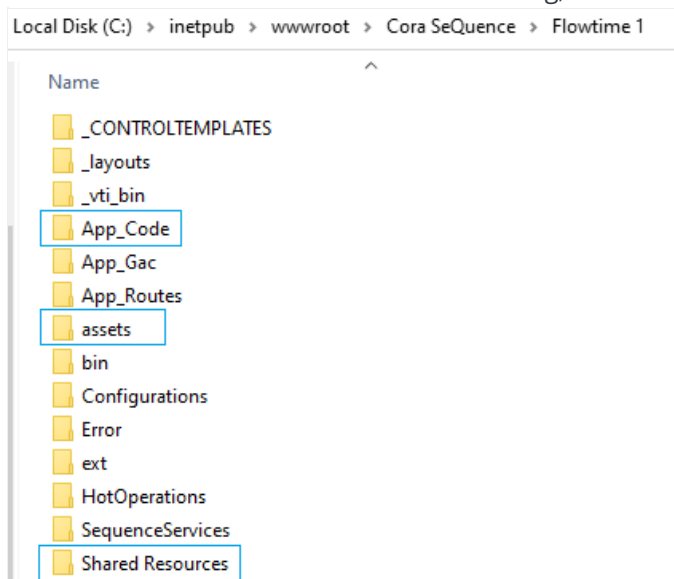 Local Disk (C:) > inetpub > wwwroot > Cora SeQuence > Flowtime 1
Name
_CONTROLTEMPLATES
_layouts
_vti_bin
App_Code
App_Gac
App_Routes
assets
bin
Configurations
Error
ext
HotOperations
SequenceServices
Shared Resources